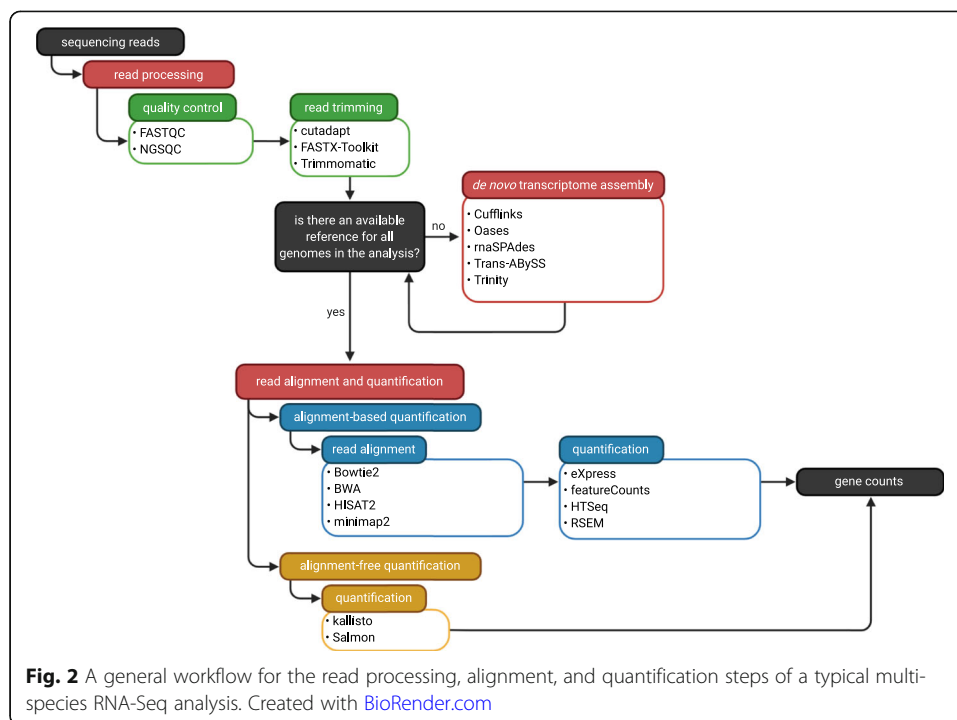 sequencing reads
read processing
quality control
• FASTQC
• NGSQC
read trimming
• cutadapt
• FASTX-Toolkit
• Trimmomatic
is there an available
reference for all
genomes in the analysis?
no
de novo transcriptome assembly
• Cufflinks
• Oases
• rnaSPAdes
• Trans-ABySS
• Trinity
yes
read alignment and quantification
alignment-based quantification
read alignment
• Bowtie2
• BWA
• HISAT2
• minimap2
quantification
• eXpress
• featureCounts
• HTSeq
• RSEM
gene counts
alignment-free quantification
quantification
• kallisto
• Salmon
Fig. 2 A general workflow for the read processing, alignment, and quantification steps of a typical multi-
species RNA-Seq analysis. Created with BioRender.com